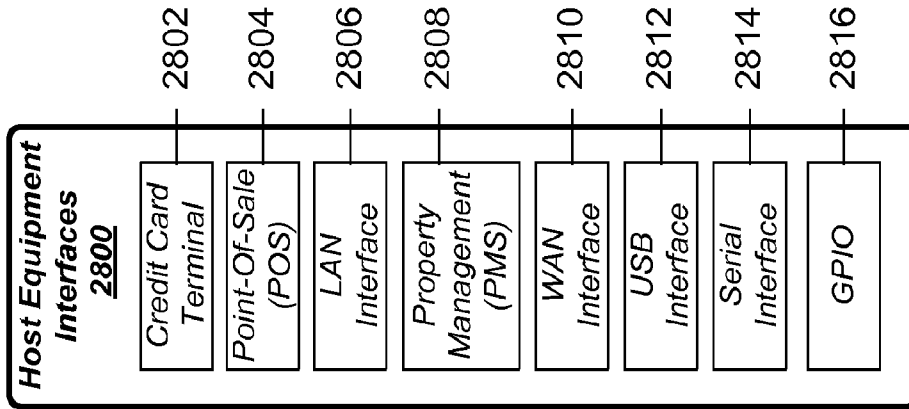 Host Equipment
Interfaces
2800
Credit Card
Terminal
2802
Point-Of-Sale
(POS)
2804
LAN
Interface
2806
Property
Management
(PMS)
2808
WAN
Interface
2810
USB
Interface
2812
Serial
Interface
2814
GPIO
2816